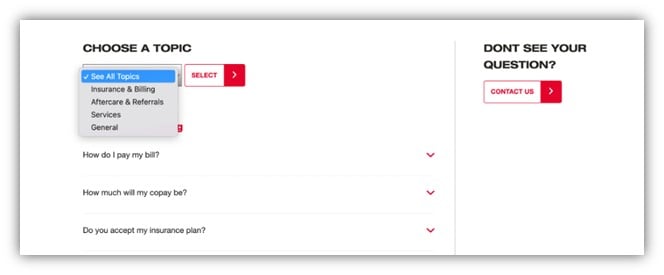 CHOOSE A TOPIC
✓ See All Topics
Insurance & Billing
Aftercare & Referrals
Services
General
SELECT
How do I pay my bill?
How much will my copay be?
Do you accept my insurance plan?
DONT SEE YOUR
QUESTION?
CONTACT US